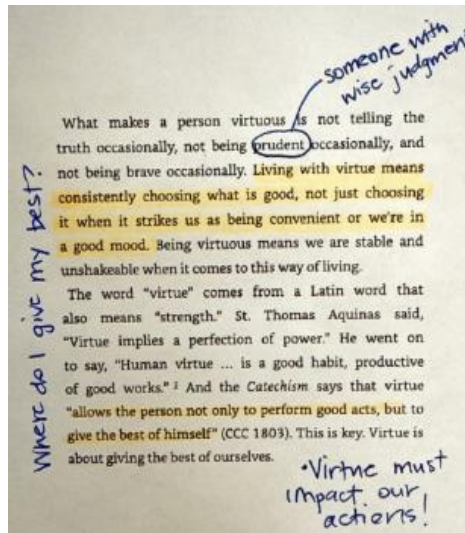 someone with
wise judgment
What makes a person virtuous is not telling the
truth occasionally, not being prudent occasionally, and
not being brave occasionally. Living with virtue means
consistently choosing what is good, not just choosing
it when it strikes us as being convenient or we're in
a good mood. Being virtuous means we are stable and
unshakeable when it comes to this way of living.
The word “virtue” comes from a Latin word that
also means “strength.” St. Thomas Aquinas said,
“Virtue implies a perfection of power.” He went on
to say, “Human virtue ... is a good habit, productive
of good works.” ² And the Catechism says that virtue
“allows the person not only to perform good acts, but to
give the best of himself” (CCC 1803). This is key. Virtue is
about giving the best of ourselves.
Where do I give my best?
•Virtue must
impact our
actions!